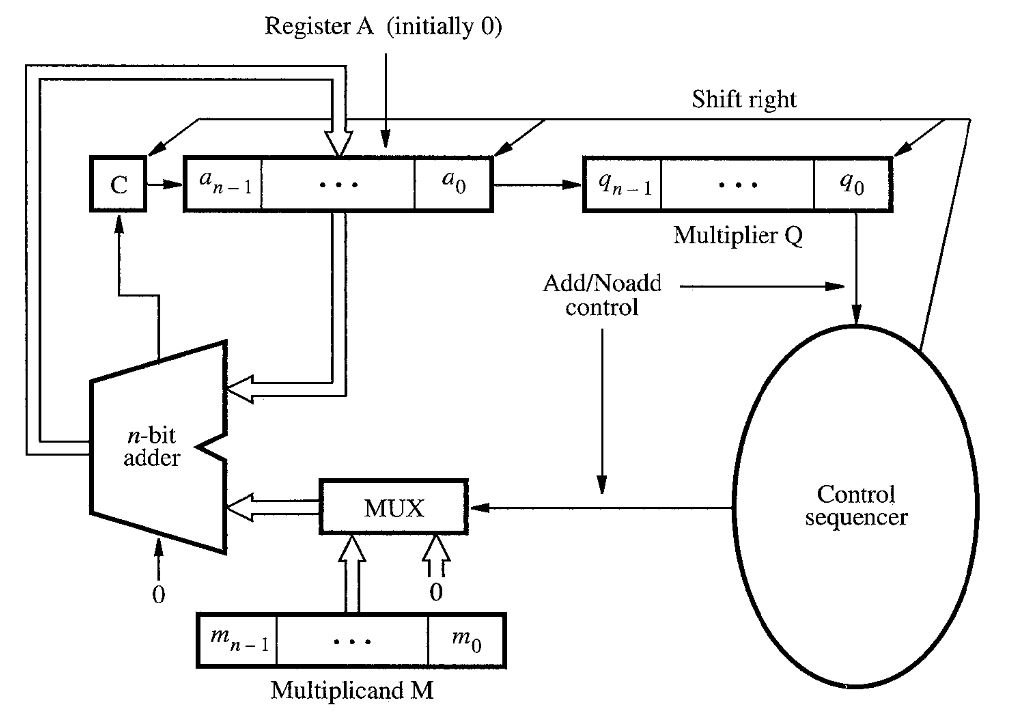 Register A (initially 0)
Shift right
C
a_{n-1} ··· a_0
q_{n-1} ··· q_0
Multiplier Q
Add/Noadd
control
n-bit
adder
MUX
Control
sequencer
0
0
m_{n-1} ··· m_0
Multiplicand M